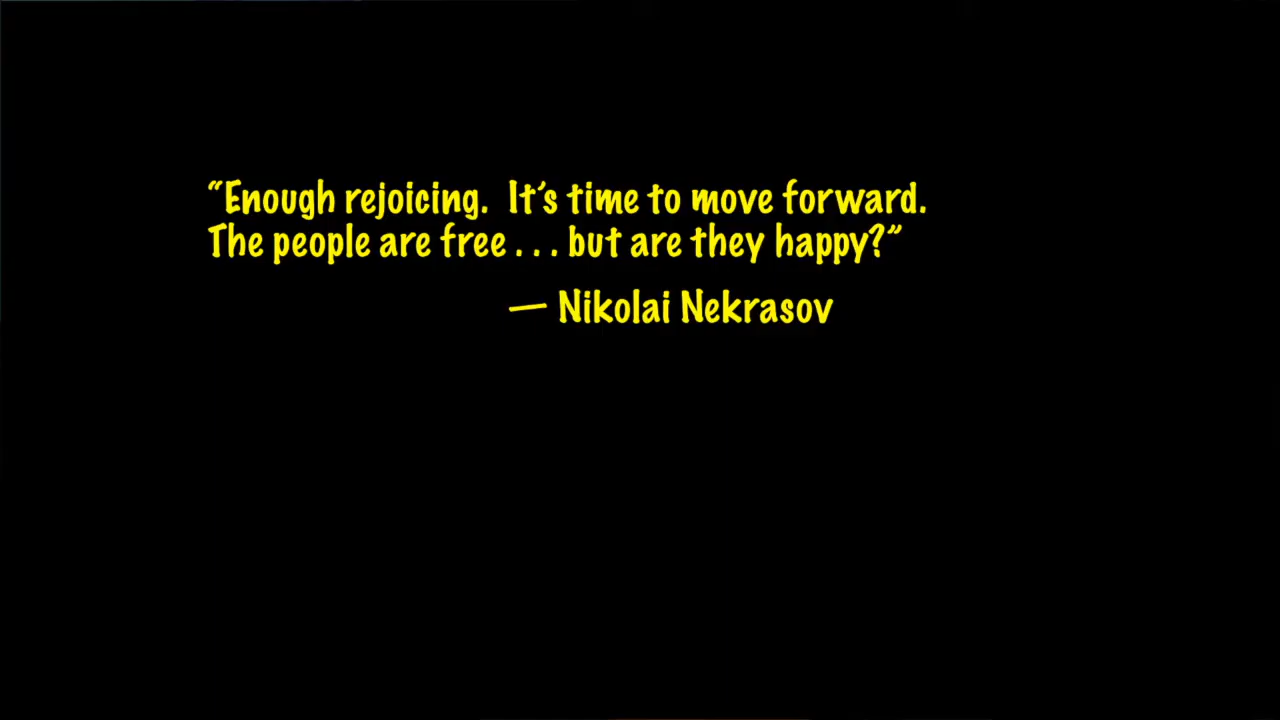 “Enough rejoicing.  It’s time to move forward.
The people are free . . . but are they happy?”
— Nikolai Nekrasov